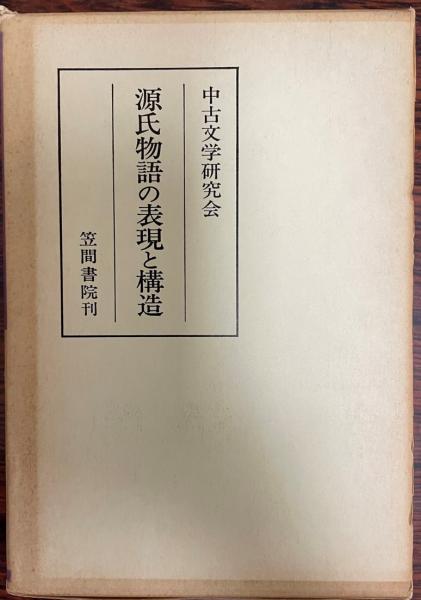 中古文学研究会
源氏物語の表現と構造
笠間書院刊